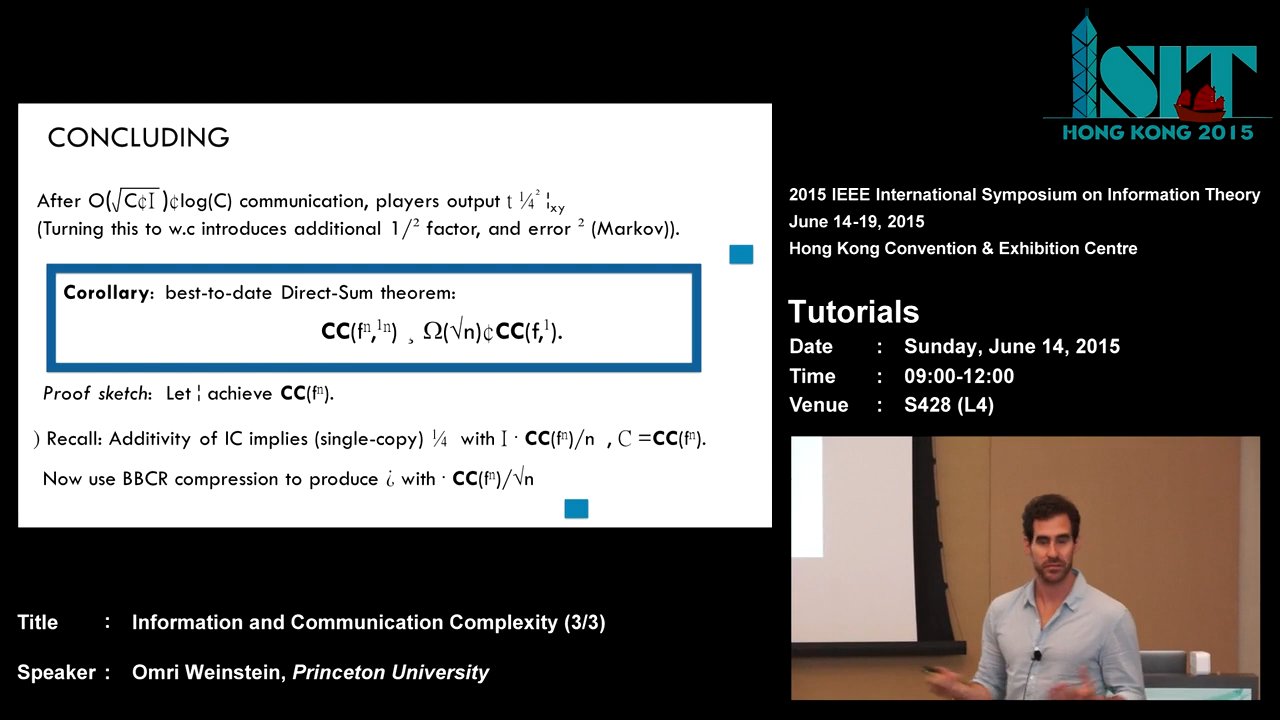 CONCLUDING
After O(√C¢I )¢log(C) communication, players output t ¼² ¦xy
(Turning this to w.c introduces additional 1/² factor, and error ² (Markov)).
Corollary: best-to-date Direct-Sum theorem:
CC(fⁿ,¹ⁿ) ¸ Ω(√n)¢CC(f,¹).
Proof sketch: Let ¦ achieve CC(fⁿ).
) Recall: Additivity of IC implies (single-copy) ¼ with I · CC(fⁿ)/n , C =CC(fⁿ).
Now use BBCR compression to produce ¿ with · CC(fⁿ)/√n
ISIT
HONG KONG 2015
2015 IEEE International Symposium on Information Theory
June 14-19, 2015
Hong Kong Convention & Exhibition Centre
Tutorials
Date : Sunday, June 14, 2015
Time : 09:00-12:00
Venue : S428 (L4)
Title : Information and Communication Complexity (3/3)
Speaker : Omri Weinstein, Princeton University